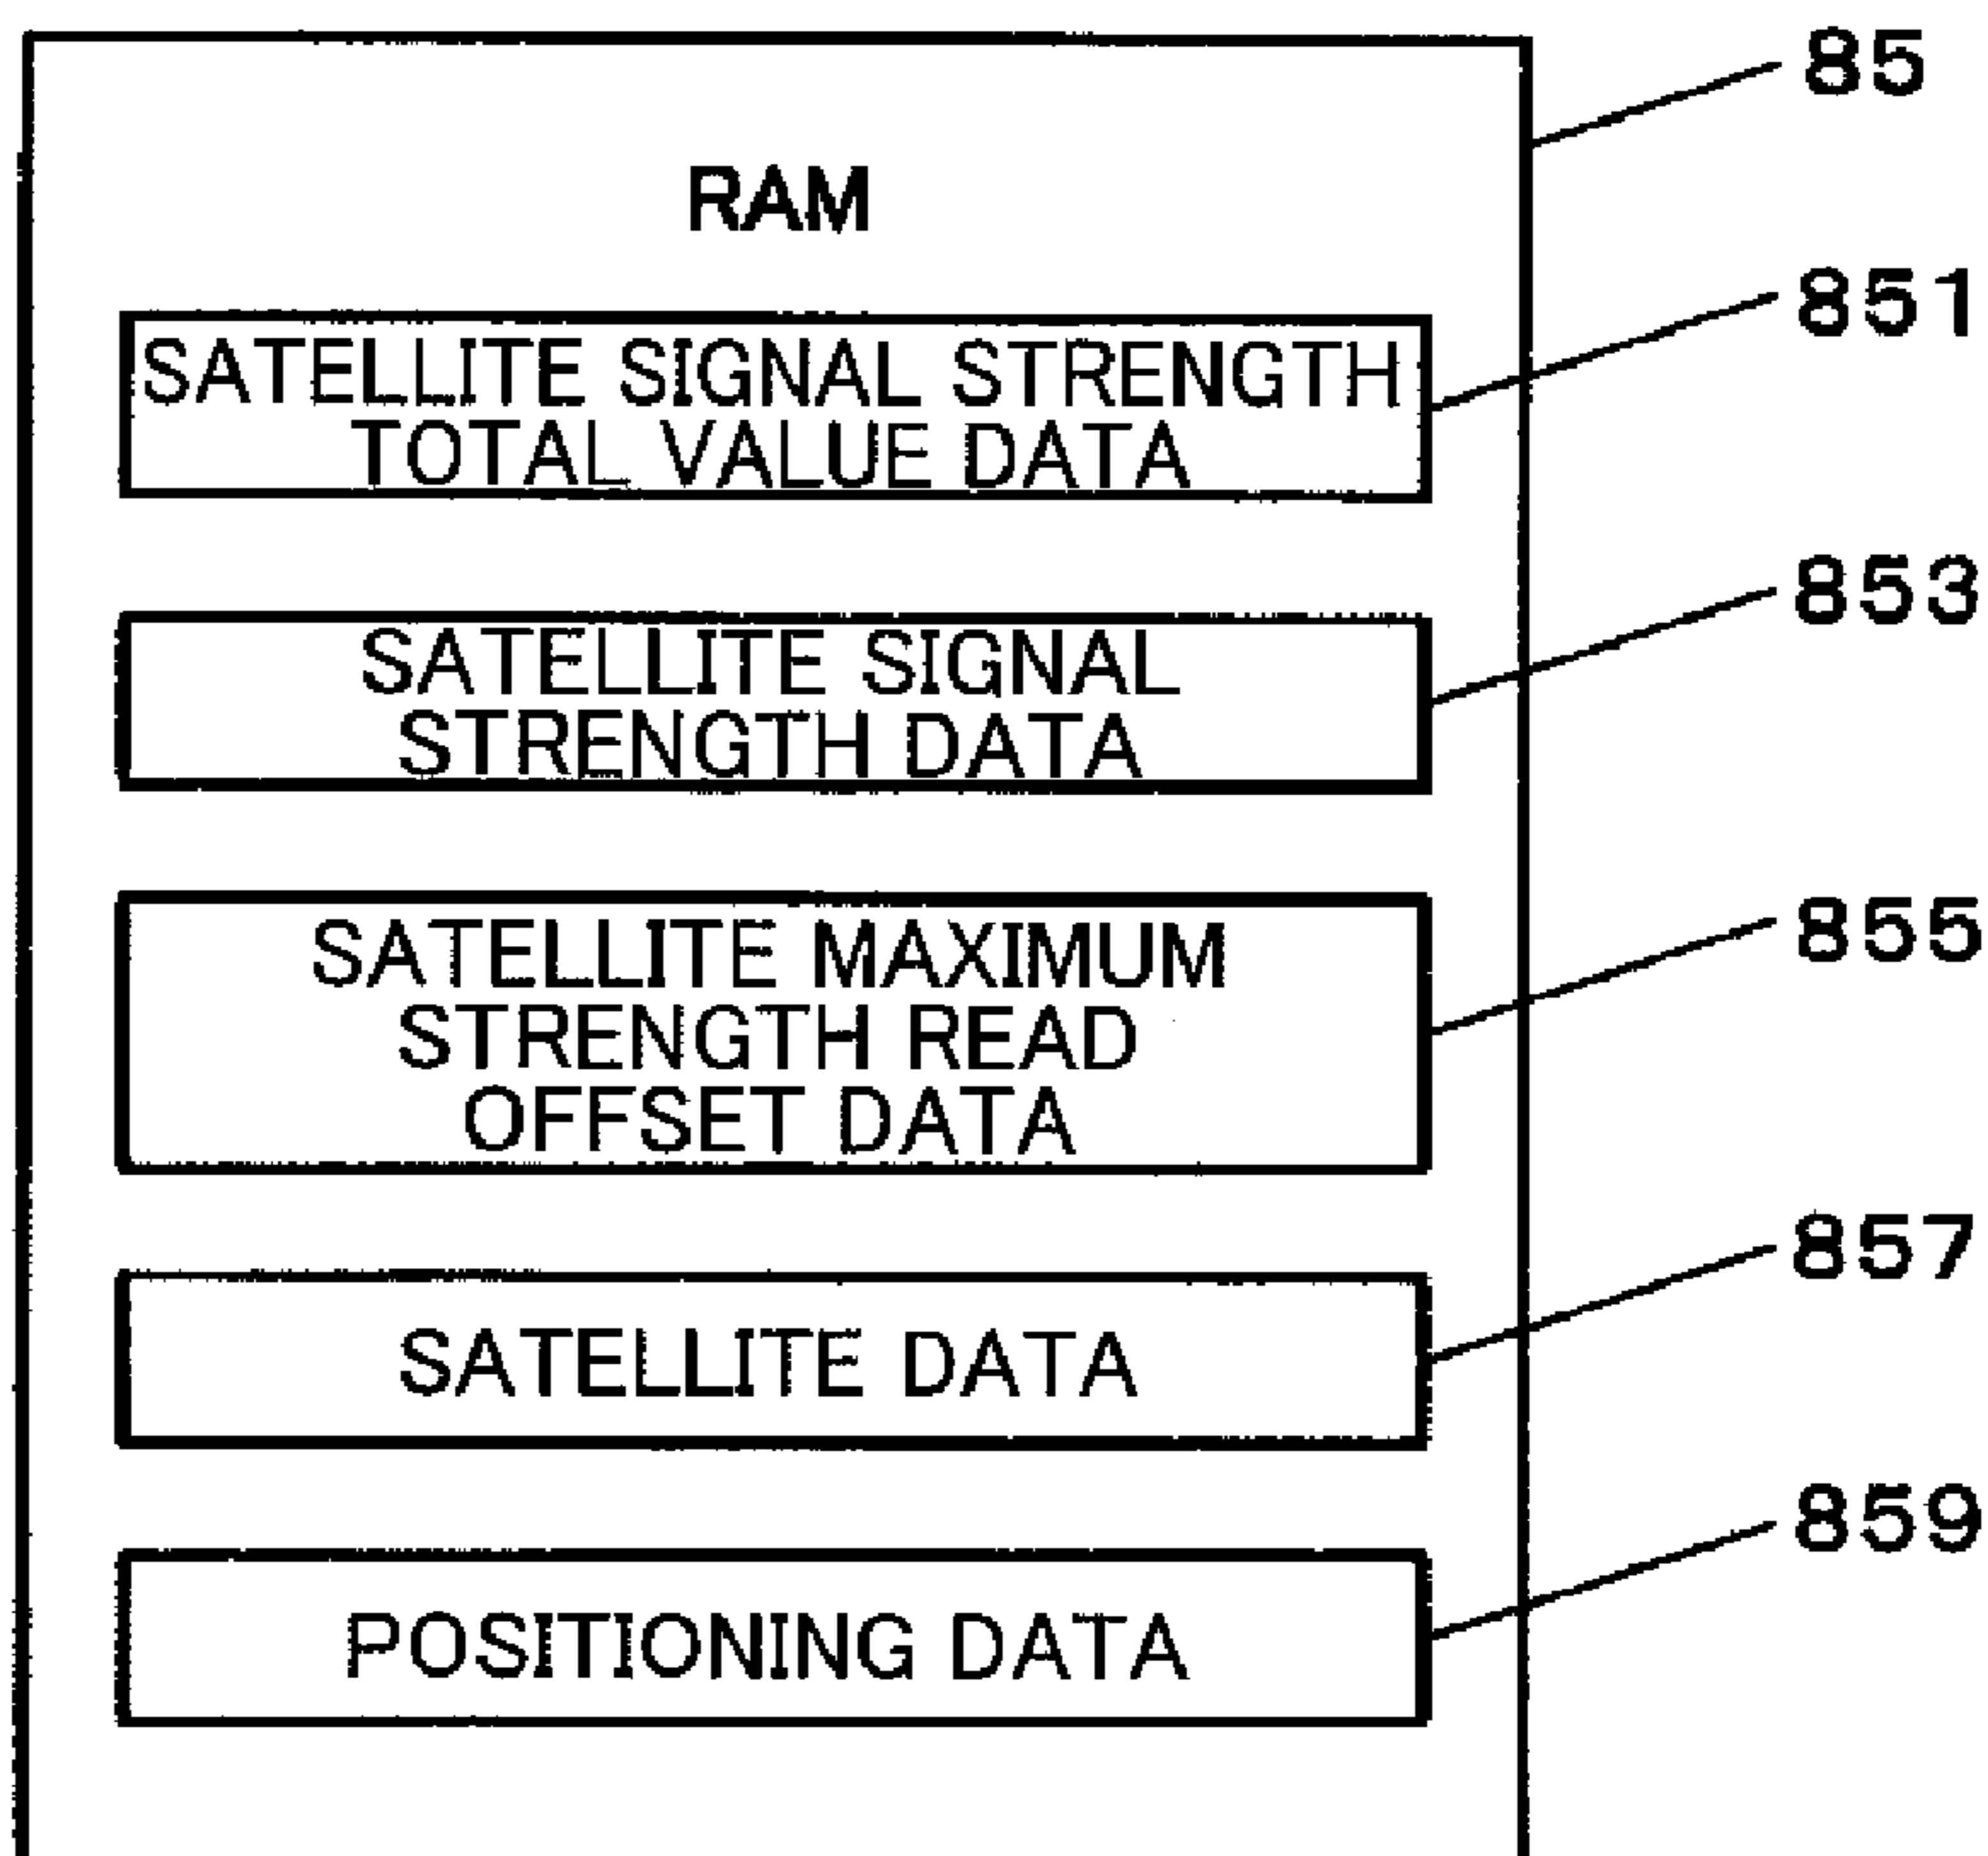 85
RAM
851
SATELLITE SIGNAL STRENGTH
TOTAL VALUE DATA
853
SATELLITE SIGNAL
STRENGTH DATA
855
SATELLITE MAXIMUM
STRENGTH READ
OFFSET DATA
857
SATELLITE DATA
859
POSITIONING DATA